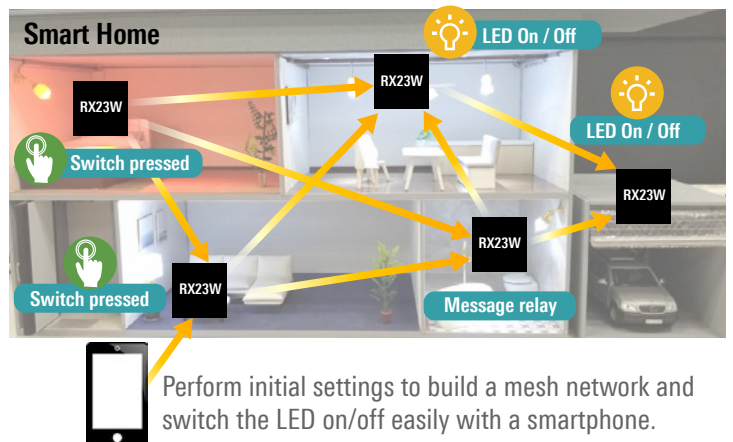 Smart Home
LED On / Off
RX23W
RX23W
LED On / Off
Switch pressed
RX23W
RX23W
Switch pressed
RX23W
Message relay
Perform initial settings to build a mesh network and
switch the LED on/off easily with a smartphone.